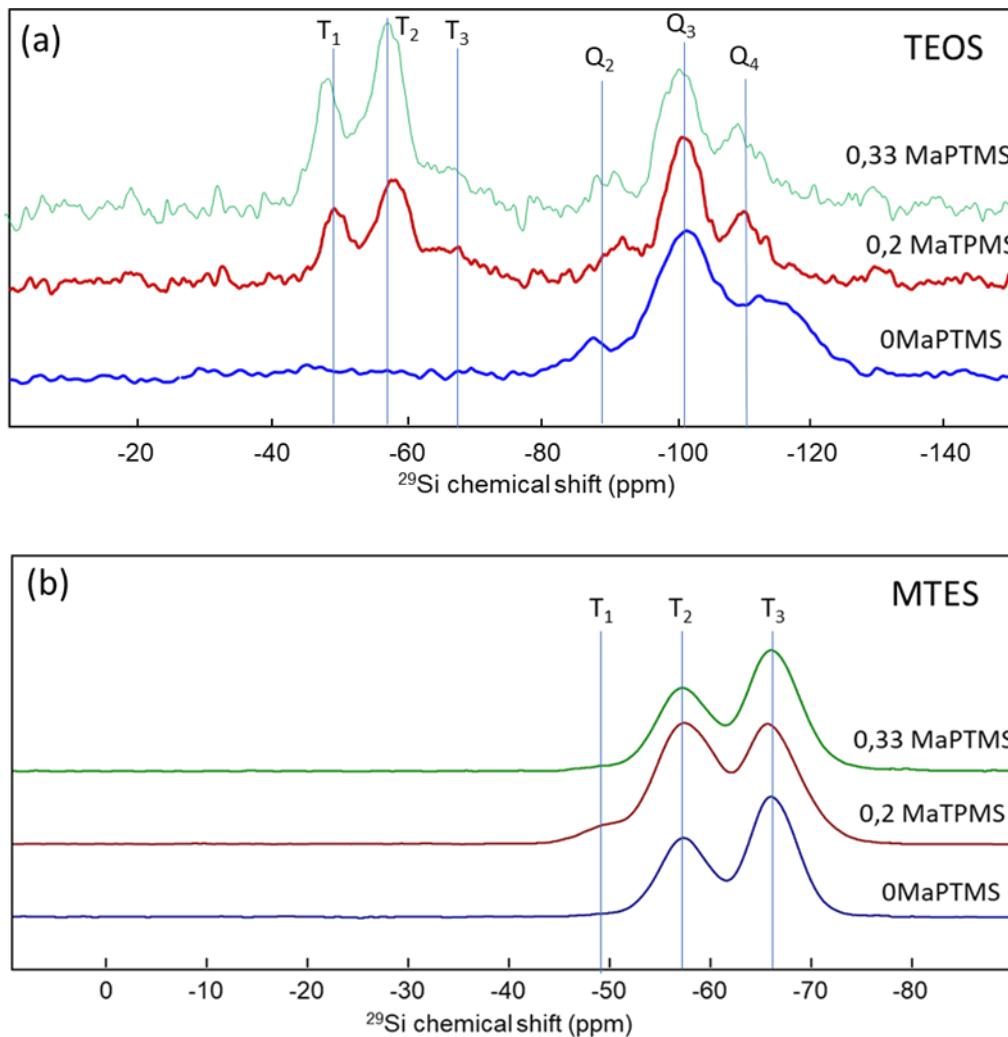 (a)
T₁
T₂
T₃
Q₂
Q₃
Q₄
TEOS
0,33 MaPTMS
0,2 MaTPMS
0MaPTMS
-20
-40
-60
-80
-100
-120
-140
²⁹Si chemical shift (ppm)
(b)
T₁
T₂
T₃
MTES
0,33 MaPTMS
0,2 MaTPMS
0MaPTMS
0
-10
-20
-30
-40
-50
-60
-70
-80
²⁹Si chemical shift (ppm)